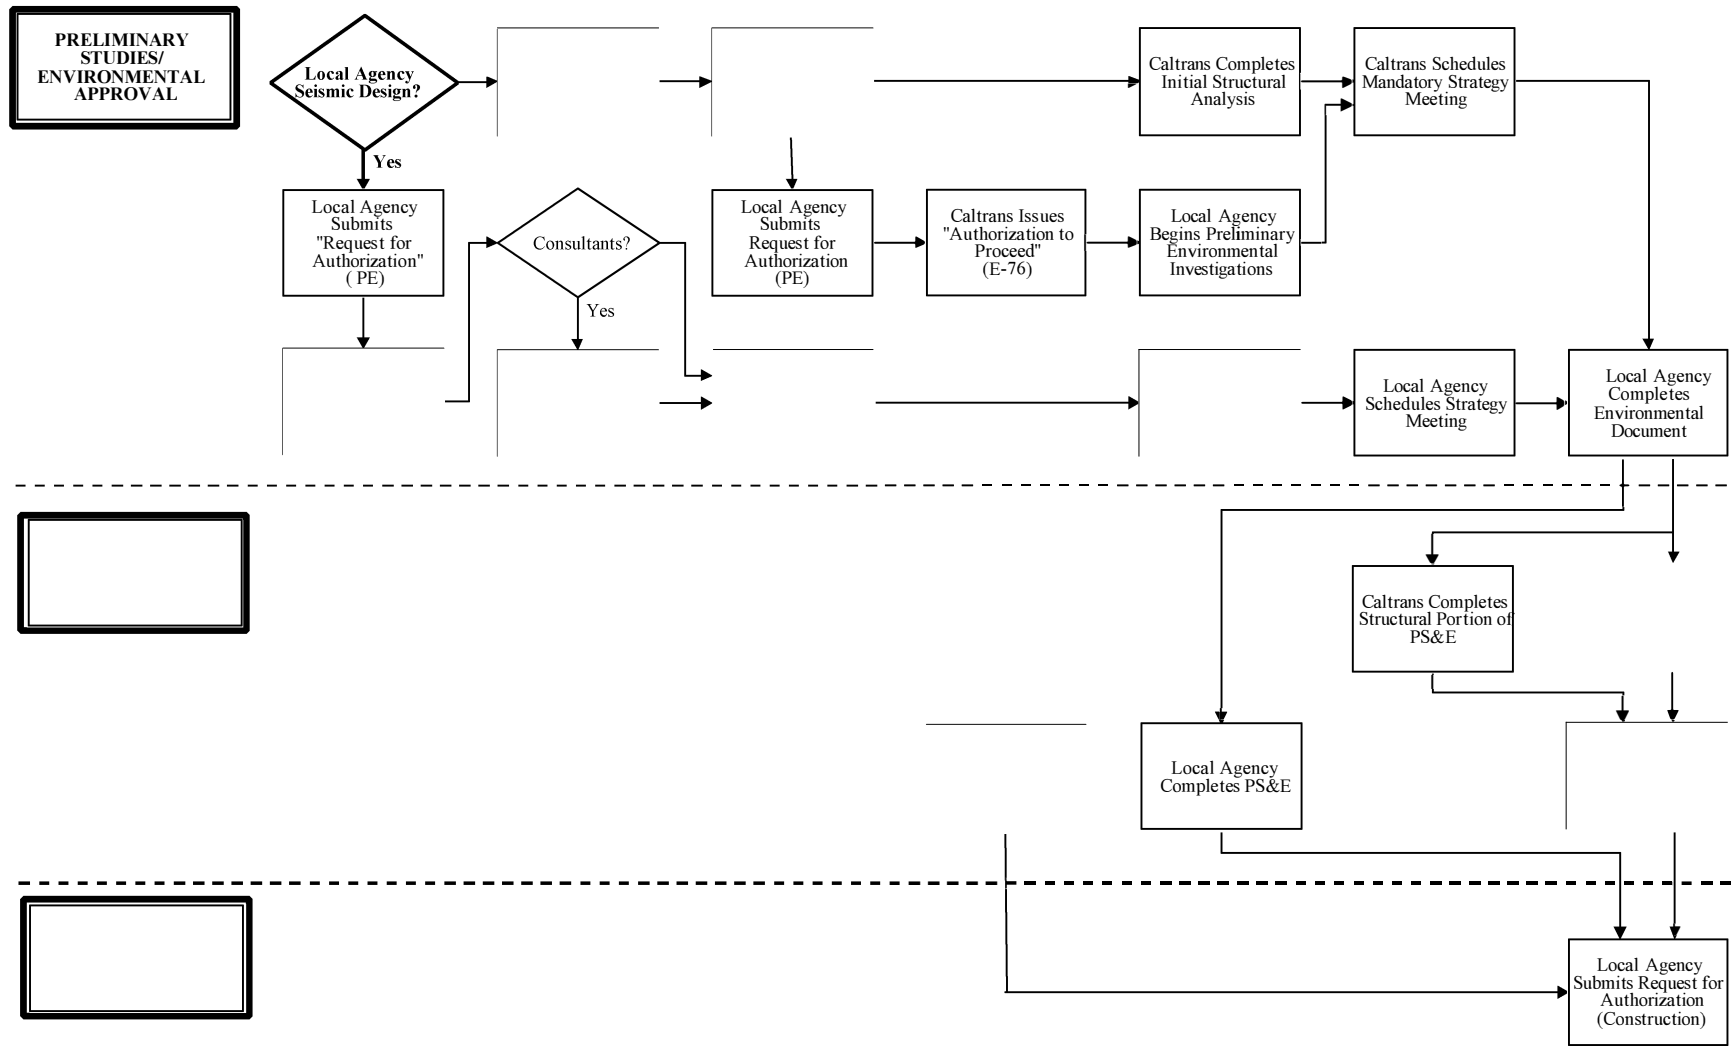 PRELIMINARY
STUDIES/
ENVIRONMENTAL
APPROVAL
Local Agency
Seismic Design?
Caltrans Completes
Initial Structural
Analysis
Caltrans Schedules
Mandatory Strategy
Meeting
Yes
Local Agency
Submits
"Request for
Authorization"
( PE)
Consultants?
Yes
Local Agency
Submits
Request for
Authorization
(PE)
Caltrans Issues
"Authorization to
Proceed"
(E-76)
Local Agency
Begins Preliminary
Environmental
Investigations
Local Agency
Schedules Strategy
Meeting
Local Agency
Completes
Environmental
Document
Caltrans Completes
Structural Portion of
PS&E
Local Agency
Completes PS&E
Local Agency
Submits Request for
Authorization
(Construction)